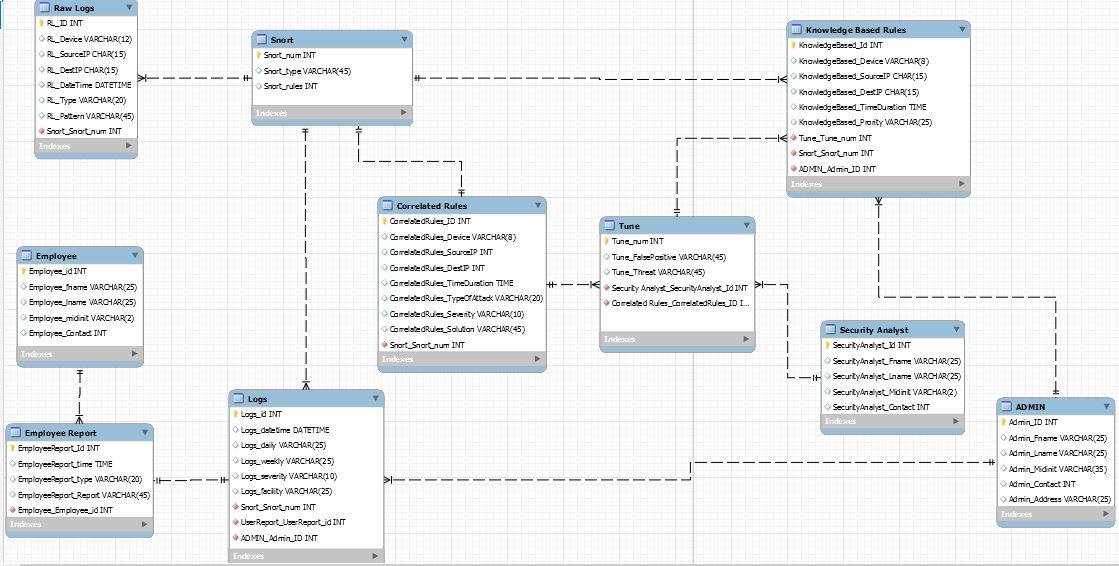 Raw Logs
RL_ID INT
RL_Device VARCHAR(12)
RL_SourceIP CHAR(15)
RL_DestIP CHAR(15)
RL_DateTime DATETIME
RL_Type VARCHAR(20)
RL_Pattern VARCHAR(45)
Snort_Snort_num INT
Indexes
Snort
Snort_num INT
Snort_type VARCHAR(45)
Snort_rules INT
Indexes
Knowledge Based Rules
KnowledgeBased_Id INT
KnowledgeBased_Device VARCHAR(8)
KnowledgeBased_SourceIP CHAR(15)
KnowledgeBased_DestIP CHAR(15)
KnowledgeBased_TimeDuration TIME
KnowledgeBased_Prority VARCHAR(25)
Tune_Tune_num INT
Snort_Snort_num INT
ADMIN_Admin_ID INT
Indexes
Correlated Rules
CorrelatedRules_ID INT
CorrelatedRules_Device VARCHAR(8)
CorrelatedRules_SourceIP INT
CorrelatedRules_DestIP INT
CorrelatedRules_TimeDuration TIME
CorrelatedRules_TypeOfAttack VARCHAR(20)
CorrelatedRules_Severity VARCHAR(10)
CorrelatedRules_Solution VARCHAR(45)
Snort_Snort_num INT
Indexes
Tune
Tune_num INT
Tune_FalsePositive VARCHAR(45)
Tune_Threat VARCHAR(45)
Security Analyst_SecurityAnalyst_Id INT
Correlated Rules_CorrelatedRules_ID I...
Indexes
Employee
Employee_id INT
Employee_fname VARCHAR(25)
Employee_lname VARCHAR(25)
Employee_midinit VARCHAR(2)
Employee_Contact INT
Indexes
Security Analyst
SecurityAnalyst_Id INT
SecurityAnalyst_Fname VARCHAR(25)
SecurityAnalyst_Lname VARCHAR(25)
SecurityAnalyst_Midinit VARCHAR(2)
SecurityAnalyst_Contact INT
Indexes
Employee Report
EmployeeReport_Id INT
EmployeeReport_time TIME
EmployeeReport_type VARCHAR(20)
EmployeeReport_Report VARCHAR(45)
Employee_Employee_id INT
Indexes
Logs
Logs_id INT
Logs_datetime DATETIME
Logs_daily VARCHAR(25)
Logs_weekly VARCHAR(25)
Logs_severity VARCHAR(10)
Logs_facility VARCHAR(25)
Snort_Snort_num INT
UserReport_UserReport_id INT
ADMIN_Admin_ID INT
Indexes
ADMIN
Admin_ID INT
Admin_Fname VARCHAR(25)
Admin_Lname VARCHAR(25)
Admin_Midinit VARCHAR(35)
Admin_Contact INT
Admin_Address VARCHAR(25)
Indexes